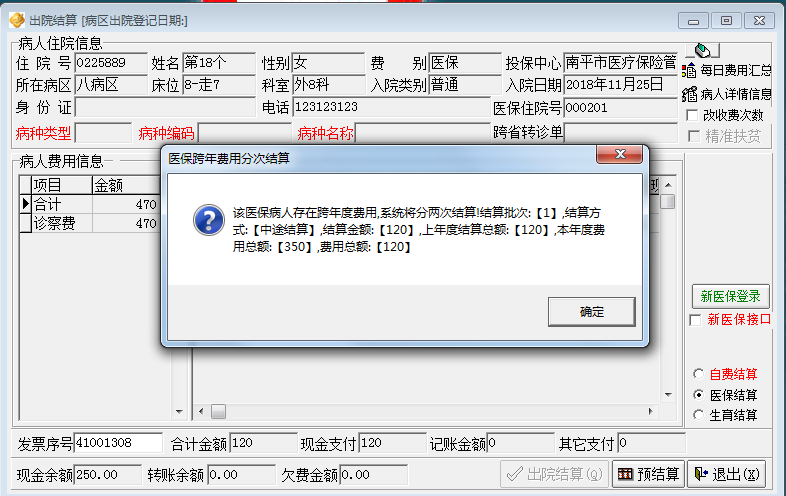 出院结算 [病区出院登记日期:]
病人住院信息
住院号 0225889 姓名 第18个 性别 女 费别 医保 投保中心 南平市医疗保险管
每日费用汇总
所在病区 八病区 床位 8-走7 科室 外8科 入院类别 普通 入院日期 2018年11月25日
病人详情信息
身份证 电话 123123123 医保住院号 000201
改收费次数
病种类型 病种编码 病种名称 跨省转诊单
精准扶贫
病人费用信息
项目 金额
合计 470
诊察费 470
医保跨年费用分次结算
该医保病人存在跨年度费用,系统将分两次结算!结算批次:【1】,结算方
式:【中途结算】,结算金额:【120】,上年度结算总额:【120】,本年度费
用总额:【350】,费用总额:【120】
确定
新医保登录
新医保接口
自费结算
医保结算
生育结算
发票序号 41001308 合计金额 120 现金支付 120 记账金额 0 其它支付 0
现金余额 250.00 转账余额 0.00 欠费金额 0.00 出院结算(Q) 预结算 退出(X)